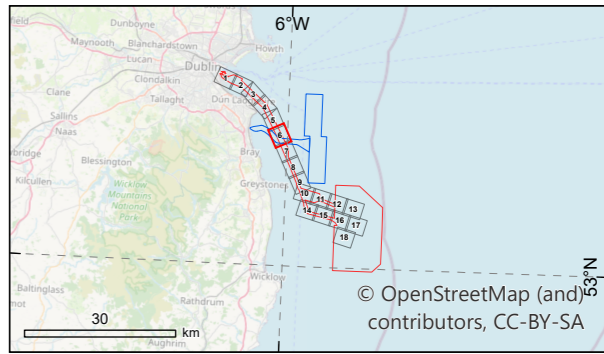 6°W
Dunboyne
Maynooth
Blanchardstown
Howth
Lucan
Dublin
Clondalkin
Clane
Tallaght
Sallins
Naas
Blessington
Bray
Kilcullen
Greystones
Wicklow
Mountains
National
Park
Wicklow
Baltinglass
Rathdrum
Aughrim
1
2
3
4
5
6
7
8
9
10
11
12
13
14
15
16
17
18
53°N
30
km
© OpenStreetMap (and)
contributors, CC-BY-SA